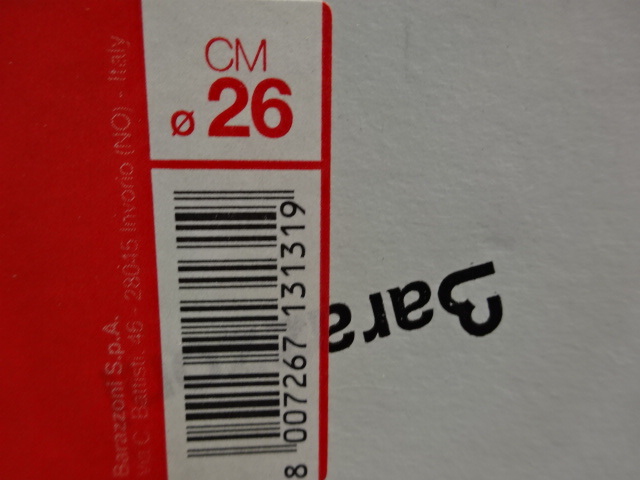 CM
ø 26
8 007267 131319
Barazzoni S.p.A.
via C. Battisti, 46 - 28045 Invorio (NO) - Italy
Bara